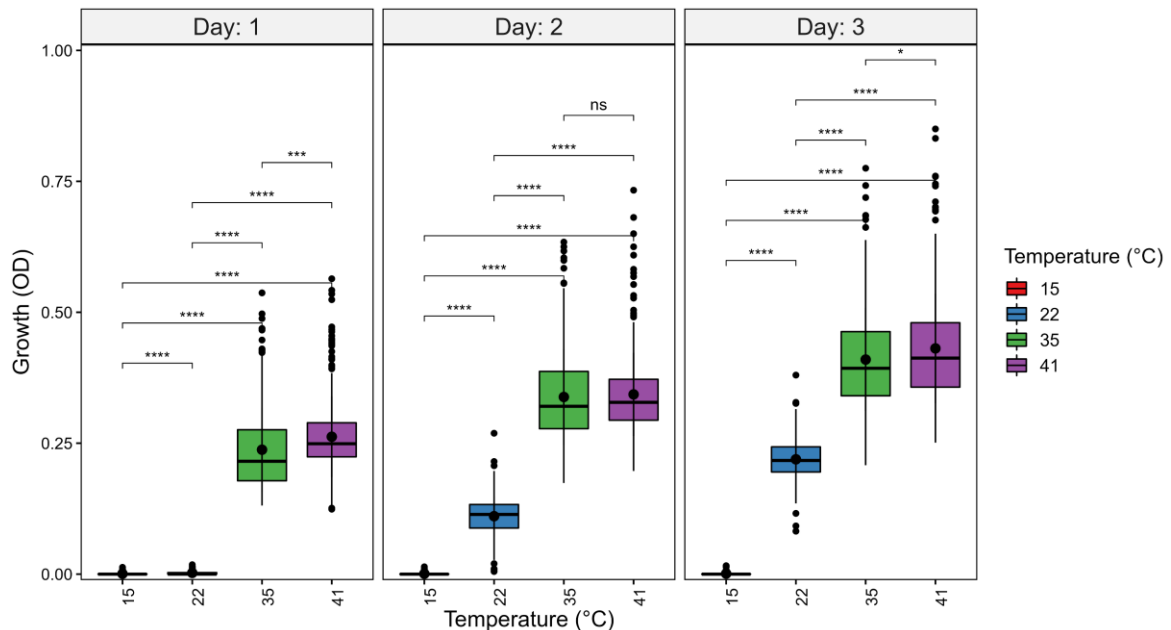 Day: 1 Day: 2 Day: 3
1.00
0.75
0.50
0.25
0.00
Growth (OD)
*** **** **** **** **** ****
ns **** **** **** **** ****
* **** **** **** **** ****
15 22 35 41 15 22 35 41 15 22 35 41
Temperature (°C)
Temperature (°C)
15
22
35
41